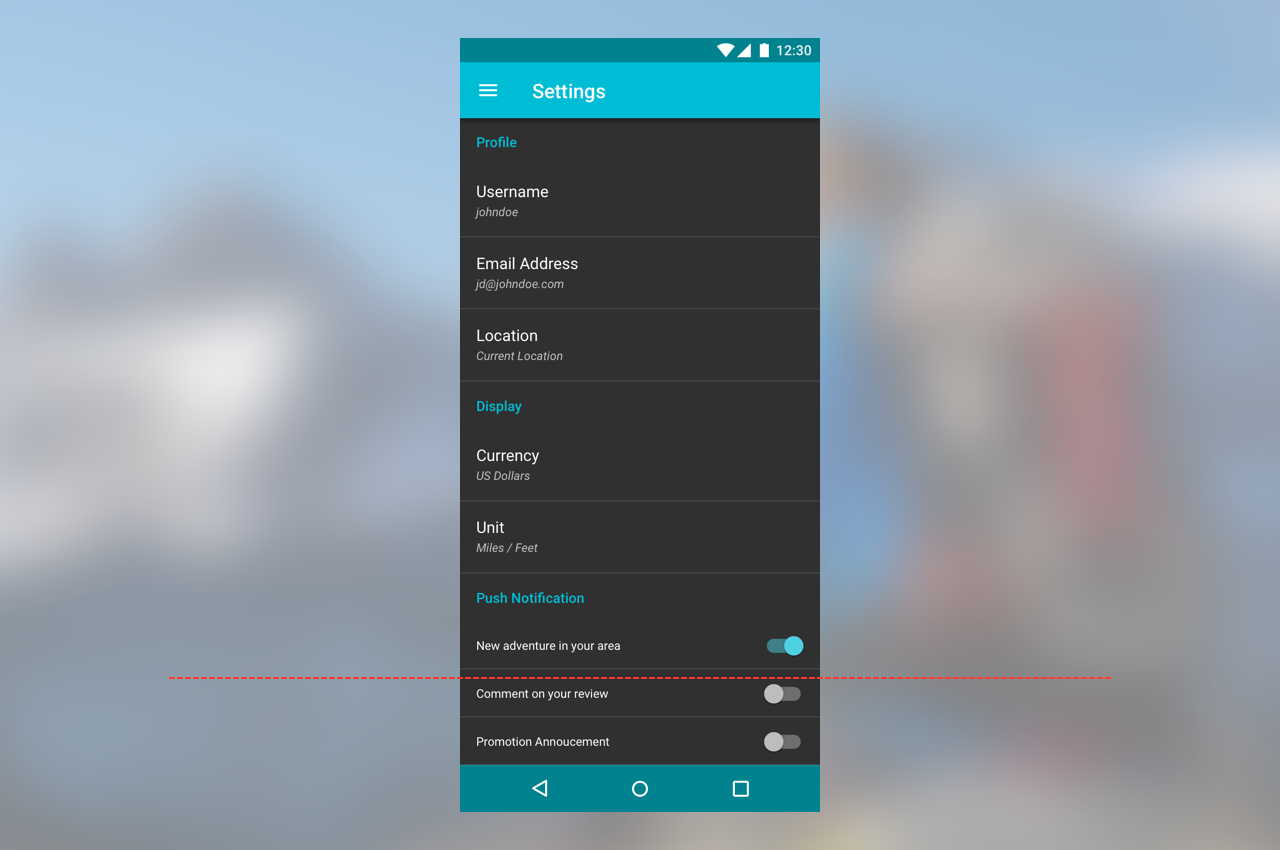 12:30
Settings
Profile
Username
johndoe
Email Address
jd@johndoe.com
Location
Current Location
Display
Currency
US Dollars
Unit
Miles / Feet
Push Notification
New adventure in your area
Comment on your review
Promotion Annoucement